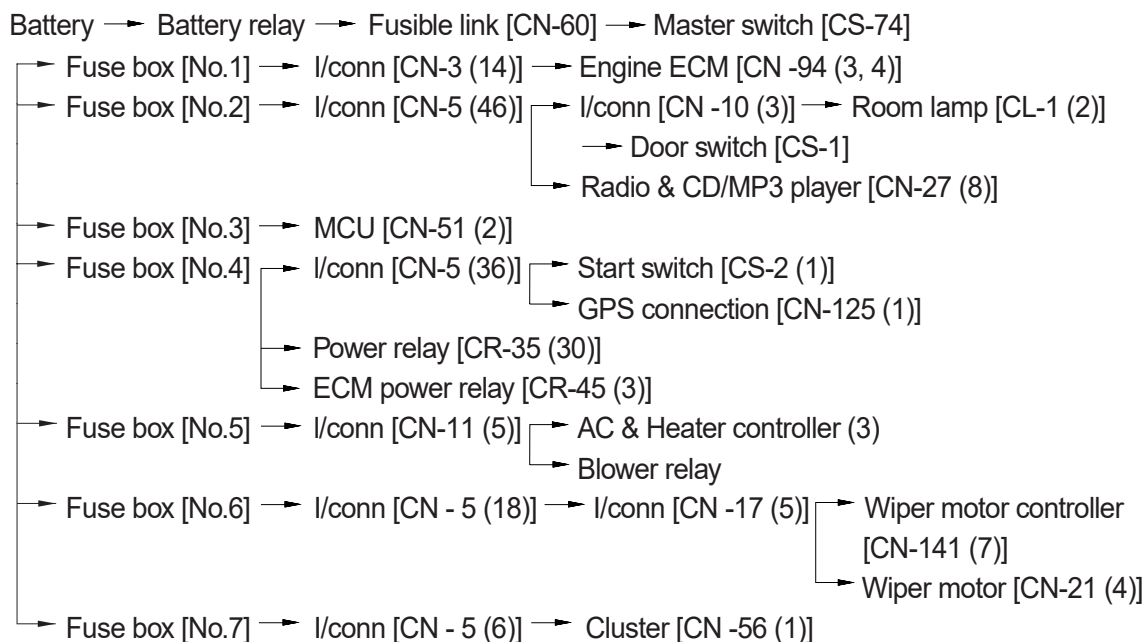 Battery → Battery relay → Fusible link [CN-60] → Master switch [CS-74]
→ Fuse box [No.1] → I/conn [CN-3 (14)] → Engine ECM [CN -94 (3, 4)]
→ Fuse box [No.2] → I/conn [CN-5 (46)] → I/conn [CN -10 (3)] → Room lamp [CL-1 (2)]
→ Door switch [CS-1]
→ Radio & CD/MP3 player [CN-27 (8)]
→ Fuse box [No.3] → MCU [CN-51 (2)]
→ Fuse box [No.4] → I/conn [CN-5 (36)] → Start switch [CS-2 (1)]
→ GPS connection [CN-125 (1)]
→ Power relay [CR-35 (30)]
→ ECM power relay [CR-45 (3)]
→ Fuse box [No.5] → I/conn [CN-11 (5)] → AC & Heater controller (3)
→ Blower relay
→ Fuse box [No.6] → I/conn [CN - 5 (18)] → I/conn [CN -17 (5)] → Wiper motor controller
[CN-141 (7)]
→ Wiper motor [CN-21 (4)]
→ Fuse box [No.7] → I/conn [CN - 5 (6)] → Cluster [CN -56 (1)]